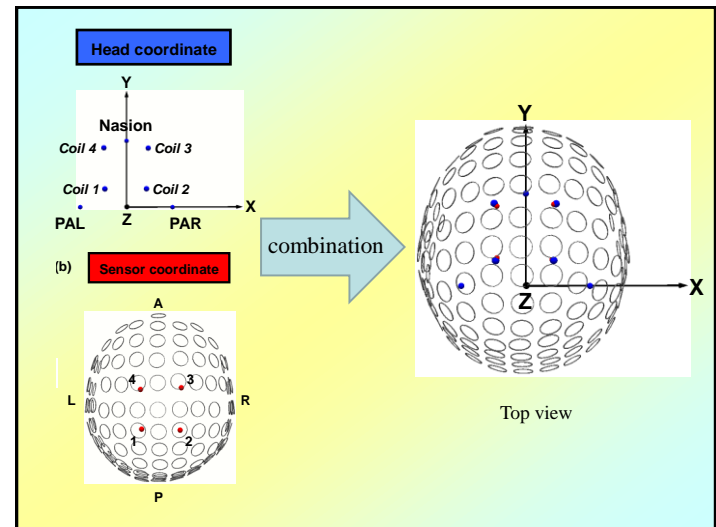 Head coordinate
Y
Nasion
Coil 4
Coil 3
Coil 1
Coil 2
X
PAL
Z
PAR
(b)
Sensor coordinate
A
4
3
L
R
1
2
P
combination
Y
X
Z
Top view